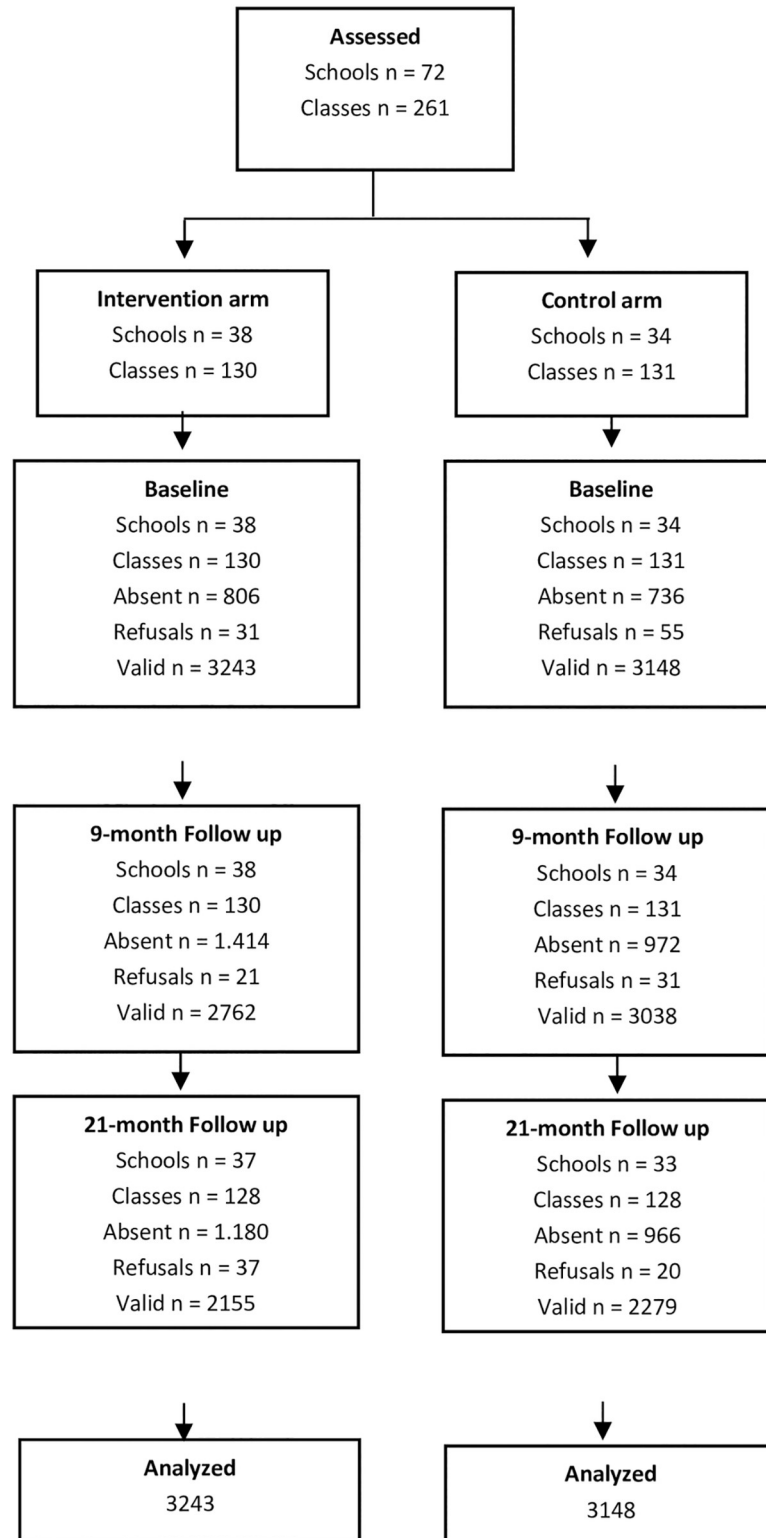 Assessed
Schools n = 72
Classes n = 261
Intervention arm
Schools n = 38
Classes n = 130
Control arm
Schools n = 34
Classes n = 131
Baseline
Schools n = 38
Classes n = 130
Absent n = 806
Refusals n = 31
Valid n = 3243
Baseline
Schools n = 34
Classes n = 131
Absent n = 736
Refusals n = 55
Valid n = 3148
9-month Follow up
Schools n = 38
Classes n = 130
Absent n = 1.414
Refusals n = 21
Valid n = 2762
9-month Follow up
Schools n = 34
Classes n = 131
Absent n = 972
Refusals n = 31
Valid n = 3038
21-month Follow up
Schools n = 37
Classes n = 128
Absent n = 1.180
Refusals n = 37
Valid n = 2155
21-month Follow up
Schools n = 33
Classes n = 128
Absent n = 966
Refusals n = 20
Valid n = 2279
Analyzed
3243
Analyzed
3148